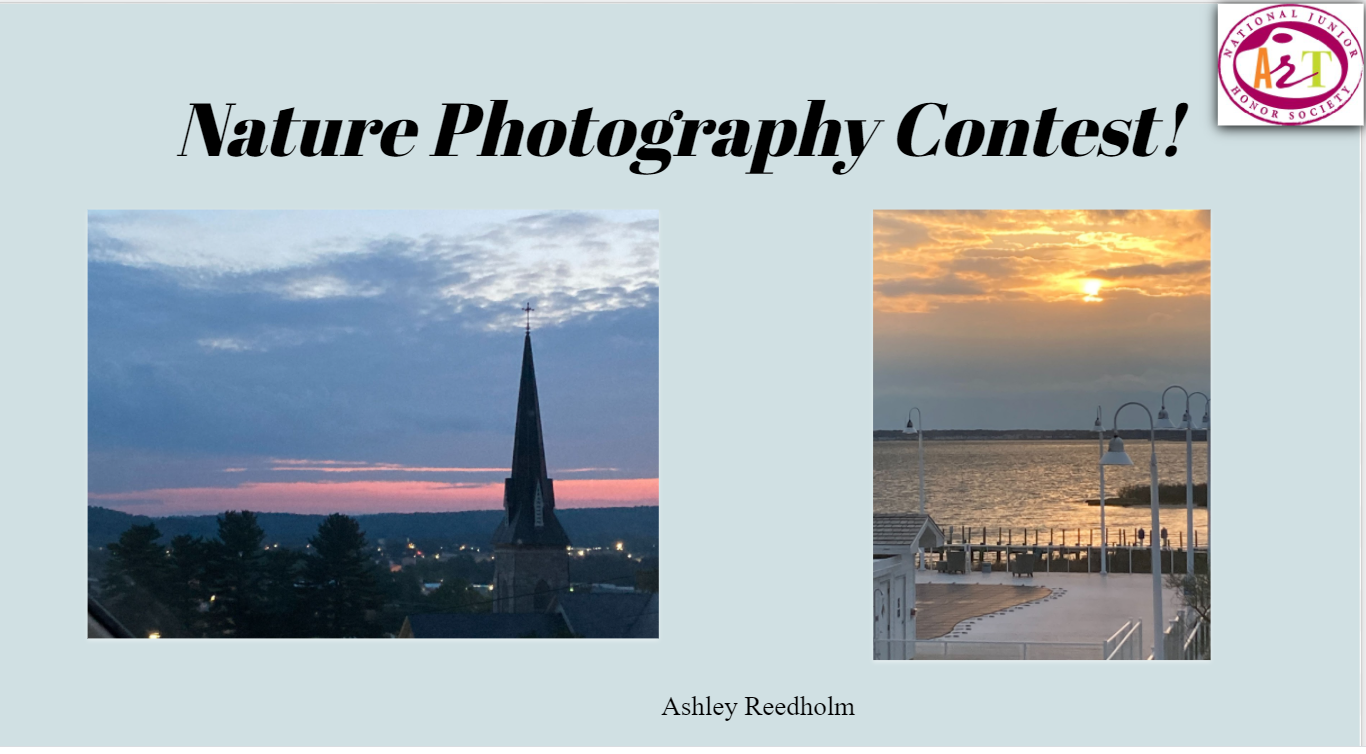 NATIONAL JUNIOR
ArT
HONOR SOCIETY
Nature Photography Contest!
Ashley Reedholm